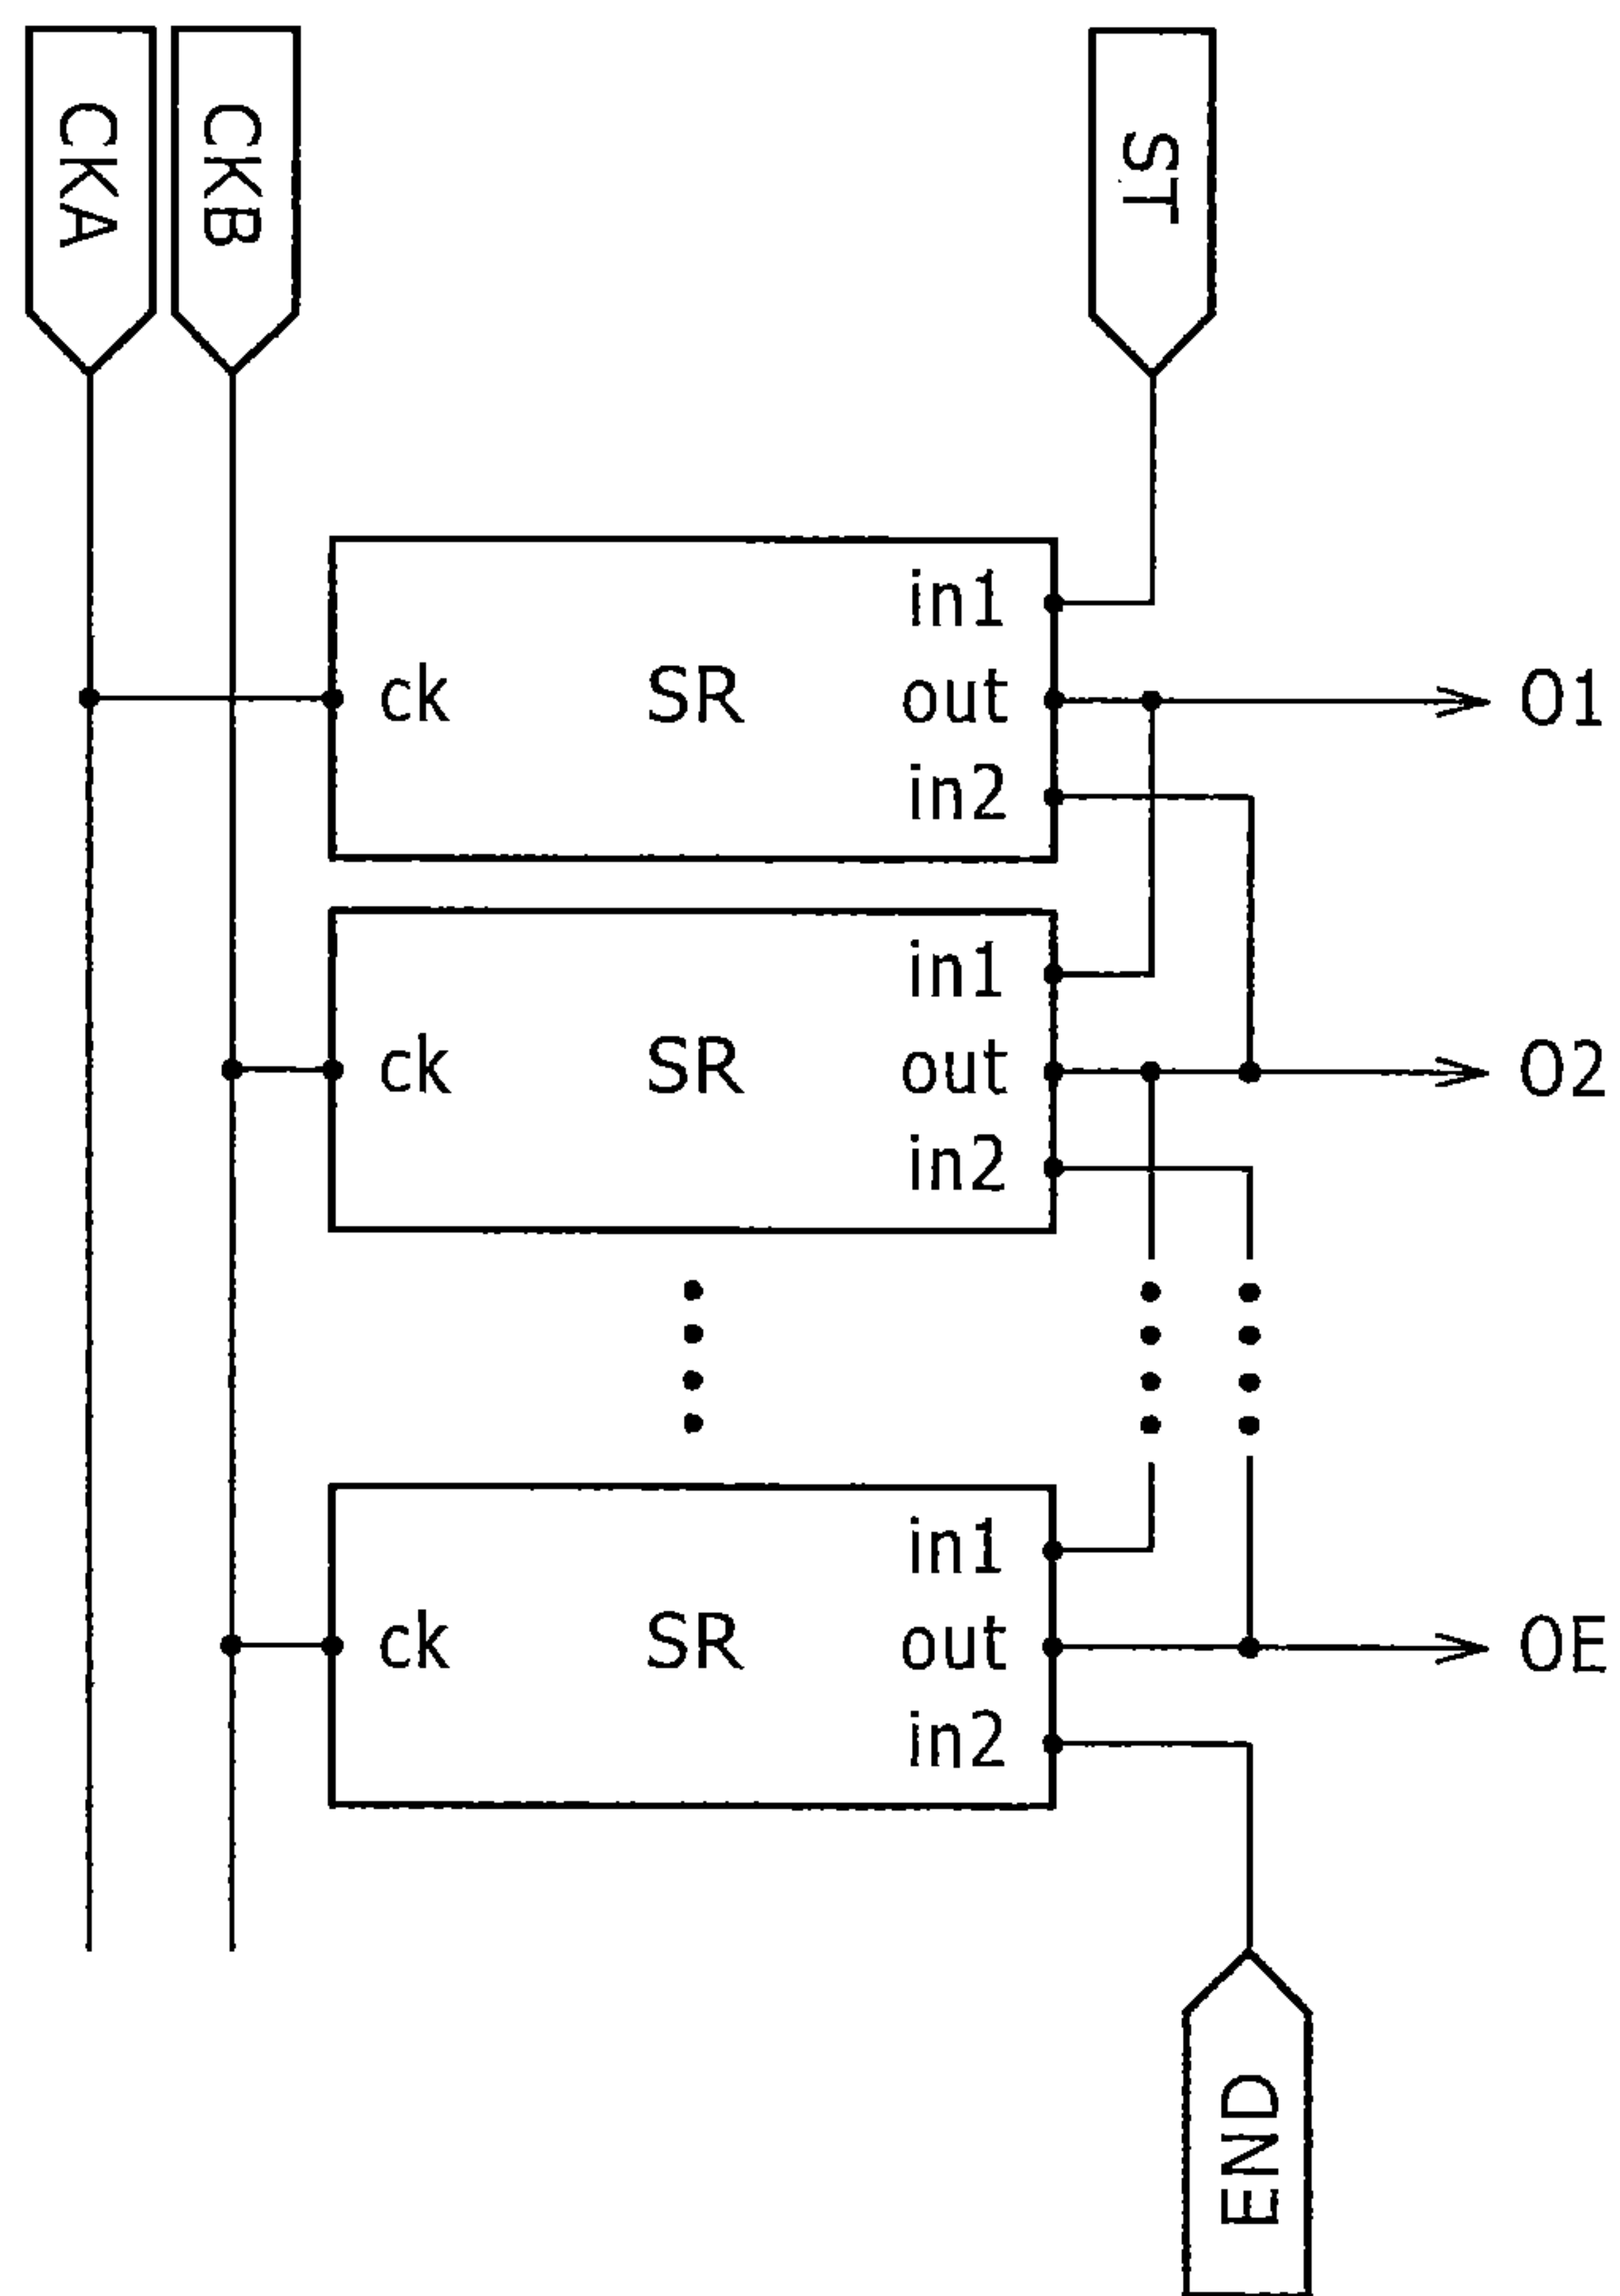 CKA
CKB
ST
in1
ck SR out O1
in2
in1
ck SR out O2
in2
in1
ck SR out OE
in2
END